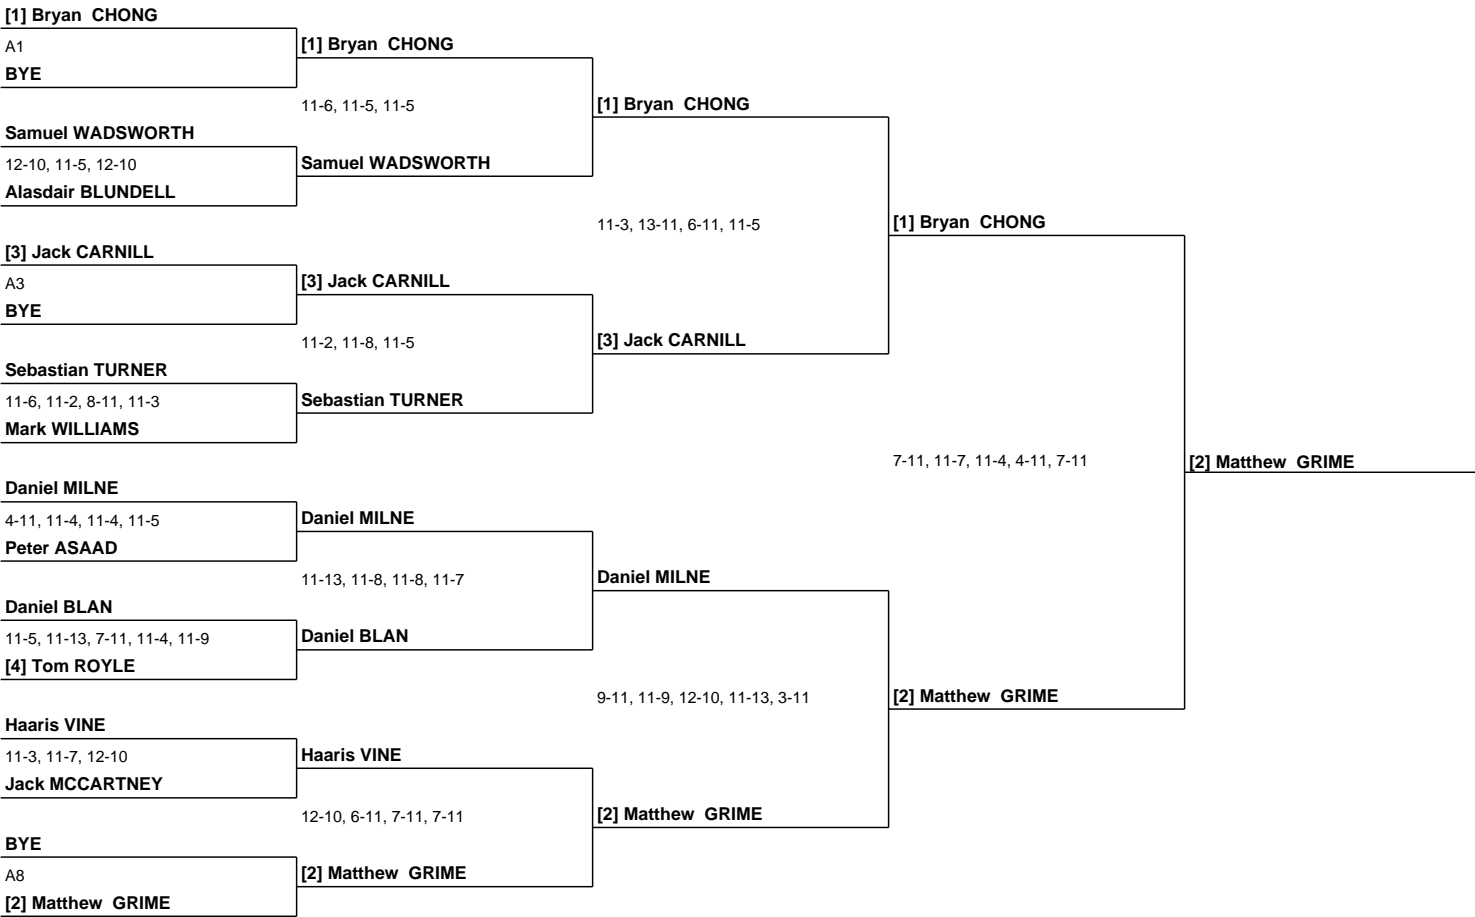 [1] Bryan  CHONG
A1
BYE
Samuel WADSWORTH
12-10, 11-5, 12-10
Alasdair BLUNDELL
[3] Jack CARNILL
A3
BYE
Sebastian TURNER
11-6, 11-2, 8-11, 11-3
Mark WILLIAMS
Daniel MILNE
4-11, 11-4, 11-4, 11-5
Peter ASAAD
Daniel BLAN
11-5, 11-13, 7-11, 11-4, 11-9
[4] Tom ROYLE
Haaris VINE
11-3, 11-7, 12-10
Jack MCCARTNEY
BYE
A8
[2] Matthew  GRIME
[1] Bryan  CHONG
11-6, 11-5, 11-5
Samuel WADSWORTH
[3] Jack CARNILL
11-2, 11-8, 11-5
Sebastian TURNER
Daniel MILNE
11-13, 11-8, 11-8, 11-7
Daniel BLAN
Haaris VINE
12-10, 6-11, 7-11, 7-11
[2] Matthew  GRIME
[1] Bryan  CHONG
11-3, 13-11, 6-11, 11-5
[3] Jack CARNILL
Daniel MILNE
9-11, 11-9, 12-10, 11-13, 3-11
[2] Matthew  GRIME
[1] Bryan  CHONG
7-11, 11-7, 11-4, 4-11, 7-11
[2] Matthew  GRIME
[2] Matthew  GRIME